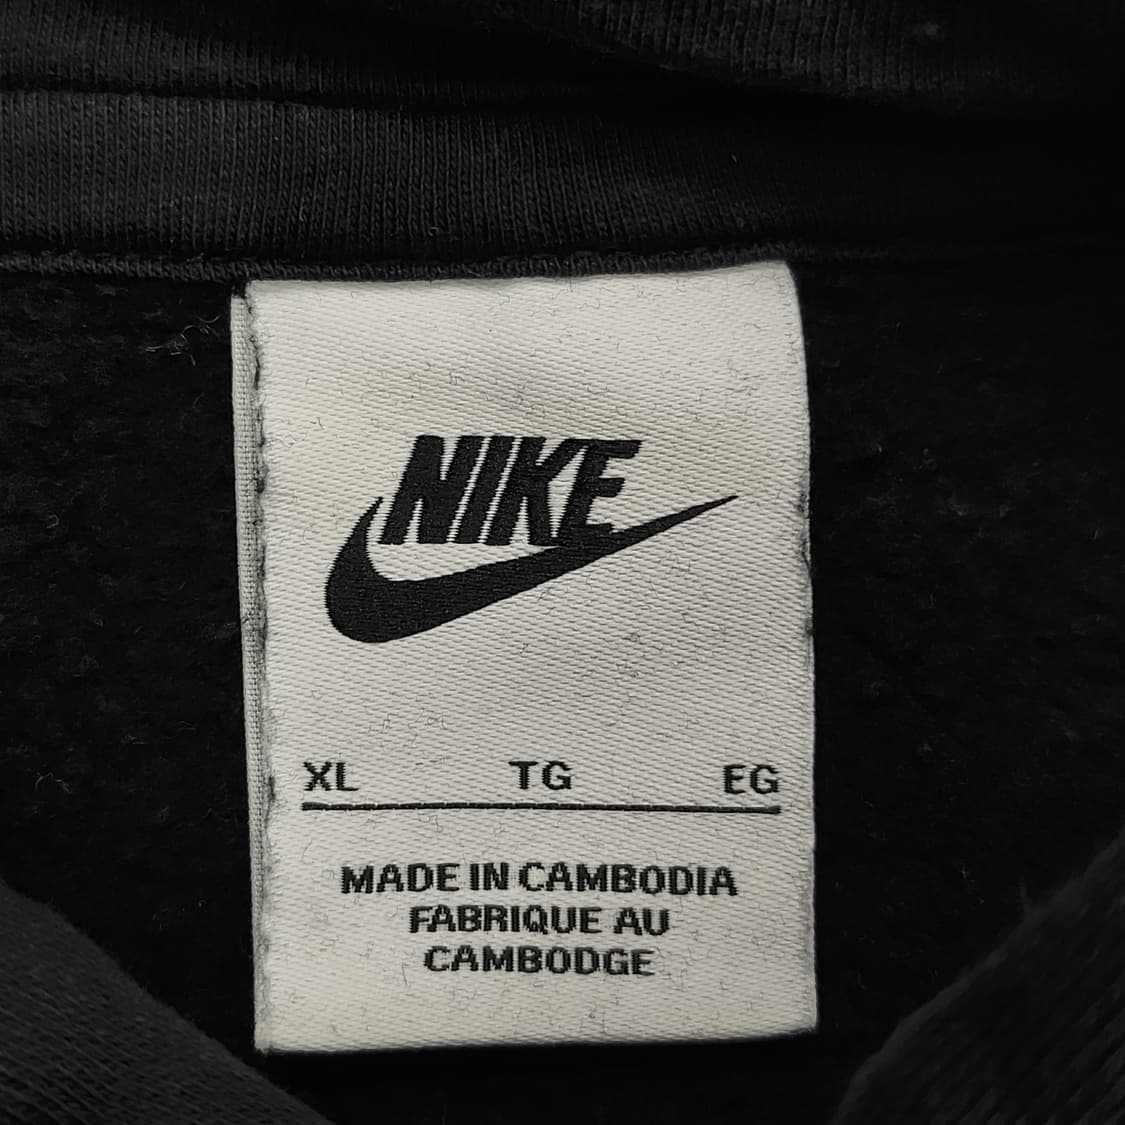 NIKE
XL TG EG
MADE IN CAMBODIA
FABRIQUE AU
CAMBODGE